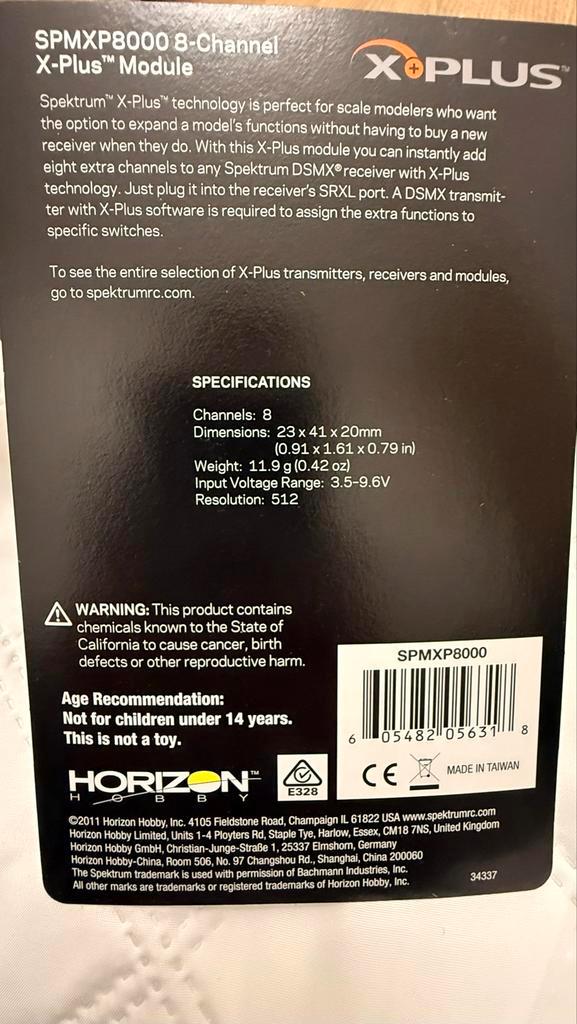 SPMXP8000 8-Channel
X-Plus™ Module
X+PLUS™
Spektrum™ X-Plus™ technology is perfect for scale modelers who want
the option to expand a model's functions without having to buy a new
receiver when they do. With this X-Plus module you can instantly add
eight extra channels to any Spektrum DSMX® receiver with X-Plus
technology. Just plug it into the receiver's SRXL port. A DSMX transmit-
ter with X-Plus software is required to assign the extra functions to
specific switches.
To see the entire selection of X-Plus transmitters, receivers and modules,
go to spektrumrc.com.
SPECIFICATIONS
Channels: 8
Dimensions: 23 x 41 x 20mm
(0.91 x 1.61 x 0.79 in)
Weight: 11.9 g (0.42 oz)
Input Voltage Range: 3.5-9.6V
Resolution: 512
WARNING: This product contains
chemicals known to the State of
California to cause cancer, birth
defects or other reproductive harm.
Age Recommendation:
Not for children under 14 years.
This is not a toy.
SPMXP8000
6 05482 05631 8
CE
MADE IN TAIWAN
HORIZON™
HOBBY
E328
©2011 Horizon Hobby, Inc. 4105 Fieldstone Road, Champaign IL 61822 USA www.spektrumrc.com
Horizon Hobby Limited, Units 1-4 Ployters Rd, Staple Tye, Harlow, Essex, CM18 7NS, United Kingdom
Horizon Hobby GmbH, Christian-Junge-Straße 1, 25337 Elmshorn, Germany
Horizon Hobby-China, Room 506, No. 97 Changshou Rd., Shanghai, China 200060
The Spektrum trademark is used with permission of Bachmann Industries, Inc.
All other marks are trademarks or registered trademarks of Horizon Hobby, Inc.
34337